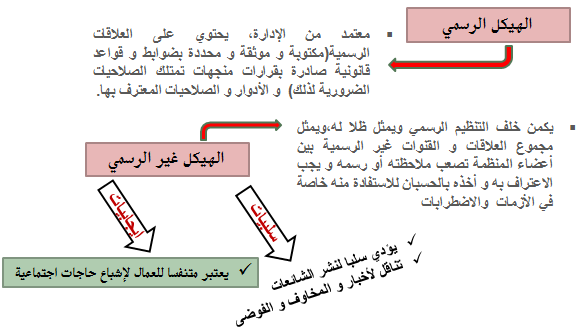 الهيكل الرسمي
معتمد من الإدارة، يحتوي على العلاقات
الرسمية(مكتوبة و موثقة و محددة بضوابط و قواعد
قانونية صادرة بقرارات منجهات تمتلك الصلاحيات
الضرورية لذلك) و الأدوار و الصلاحيات المعترف بها.
الهيكل غير الرسمي
يكمن خلف التنظيم الرسمي ويمثل ظلا له،ويمثل
مجموع العلاقات و القنوات غير الرسمية بين
أعضاء المنظمة تصعب ملاحظته أو رسمه و يجب
الاعتراف به و أخذه بالحسبان للاستفادة منه خاصة
في الأزمات والاضطرابات
إيجابيات
سلبيات
✓ يعتبر متنفسا للعمال لإشباع حاجات اجتماعية
✓ يؤدي سلبا لنشر الشائعات
✓ تناقل لأخبار و المخاوف و الفوضى